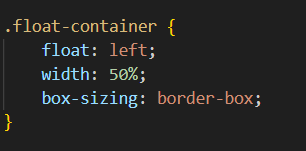 .float-container {
    float: left;
    width: 50%;
    box-sizing: border-box;
}